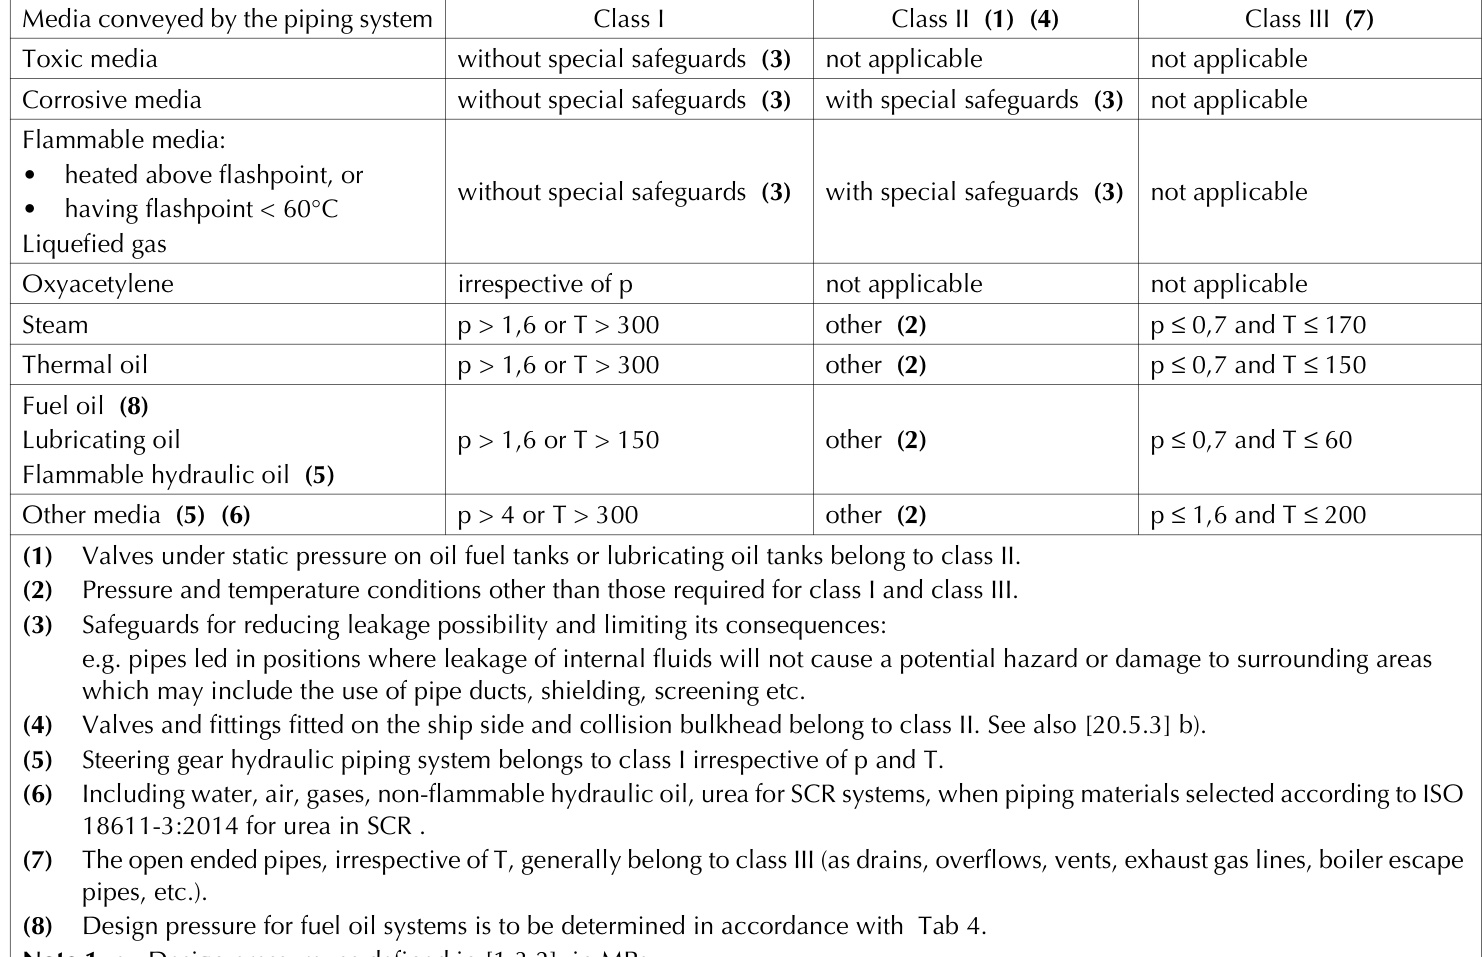 Media conveyed by the piping system Class I Class II (1) (4) Class III (7)
Toxic media without special safeguards (3) not applicable not applicable
Corrosive media without special safeguards (3) with special safeguards (3) not applicable
Flammable media:
• heated above flashpoint, or
• having flashpoint < 60°C
Liquefied gas
without special safeguards (3) with special safeguards (3) not applicable
Oxyacetylene irrespective of p not applicable not applicable
Steam p > 1,6 or T > 300 other (2) p ≤ 0,7 and T ≤ 170
Thermal oil p > 1,6 or T > 300 other (2) p ≤ 0,7 and T ≤ 150
Fuel oil (8)
Lubricating oil
Flammable hydraulic oil (5)
p > 1,6 or T > 150 other (2) p ≤ 0,7 and T ≤ 60
Other media (5) (6) p > 4 or T > 300 other (2) p ≤ 1,6 and T ≤ 200
(1) Valves under static pressure on oil fuel tanks or lubricating oil tanks belong to class II.
(2) Pressure and temperature conditions other than those required for class I and class III.
(3) Safeguards for reducing leakage possibility and limiting its consequences:
e.g. pipes led in positions where leakage of internal fluids will not cause a potential hazard or damage to surrounding areas
which may include the use of pipe ducts, shielding, screening etc.
(4) Valves and fittings fitted on the ship side and collision bulkhead belong to class II. See also [20.5.3] b).
(5) Steering gear hydraulic piping system belongs to class I irrespective of p and T.
(6) Including water, air, gases, non-flammable hydraulic oil, urea for SCR systems, when piping materials selected according to ISO
18611-3:2014 for urea in SCR .
(7) The open ended pipes, irrespective of T, generally belong to class III (as drains, overflows, vents, exhaust gas lines, boiler escape
pipes, etc.).
(8) Design pressure for fuel oil systems is to be determined in accordance with Tab 4.